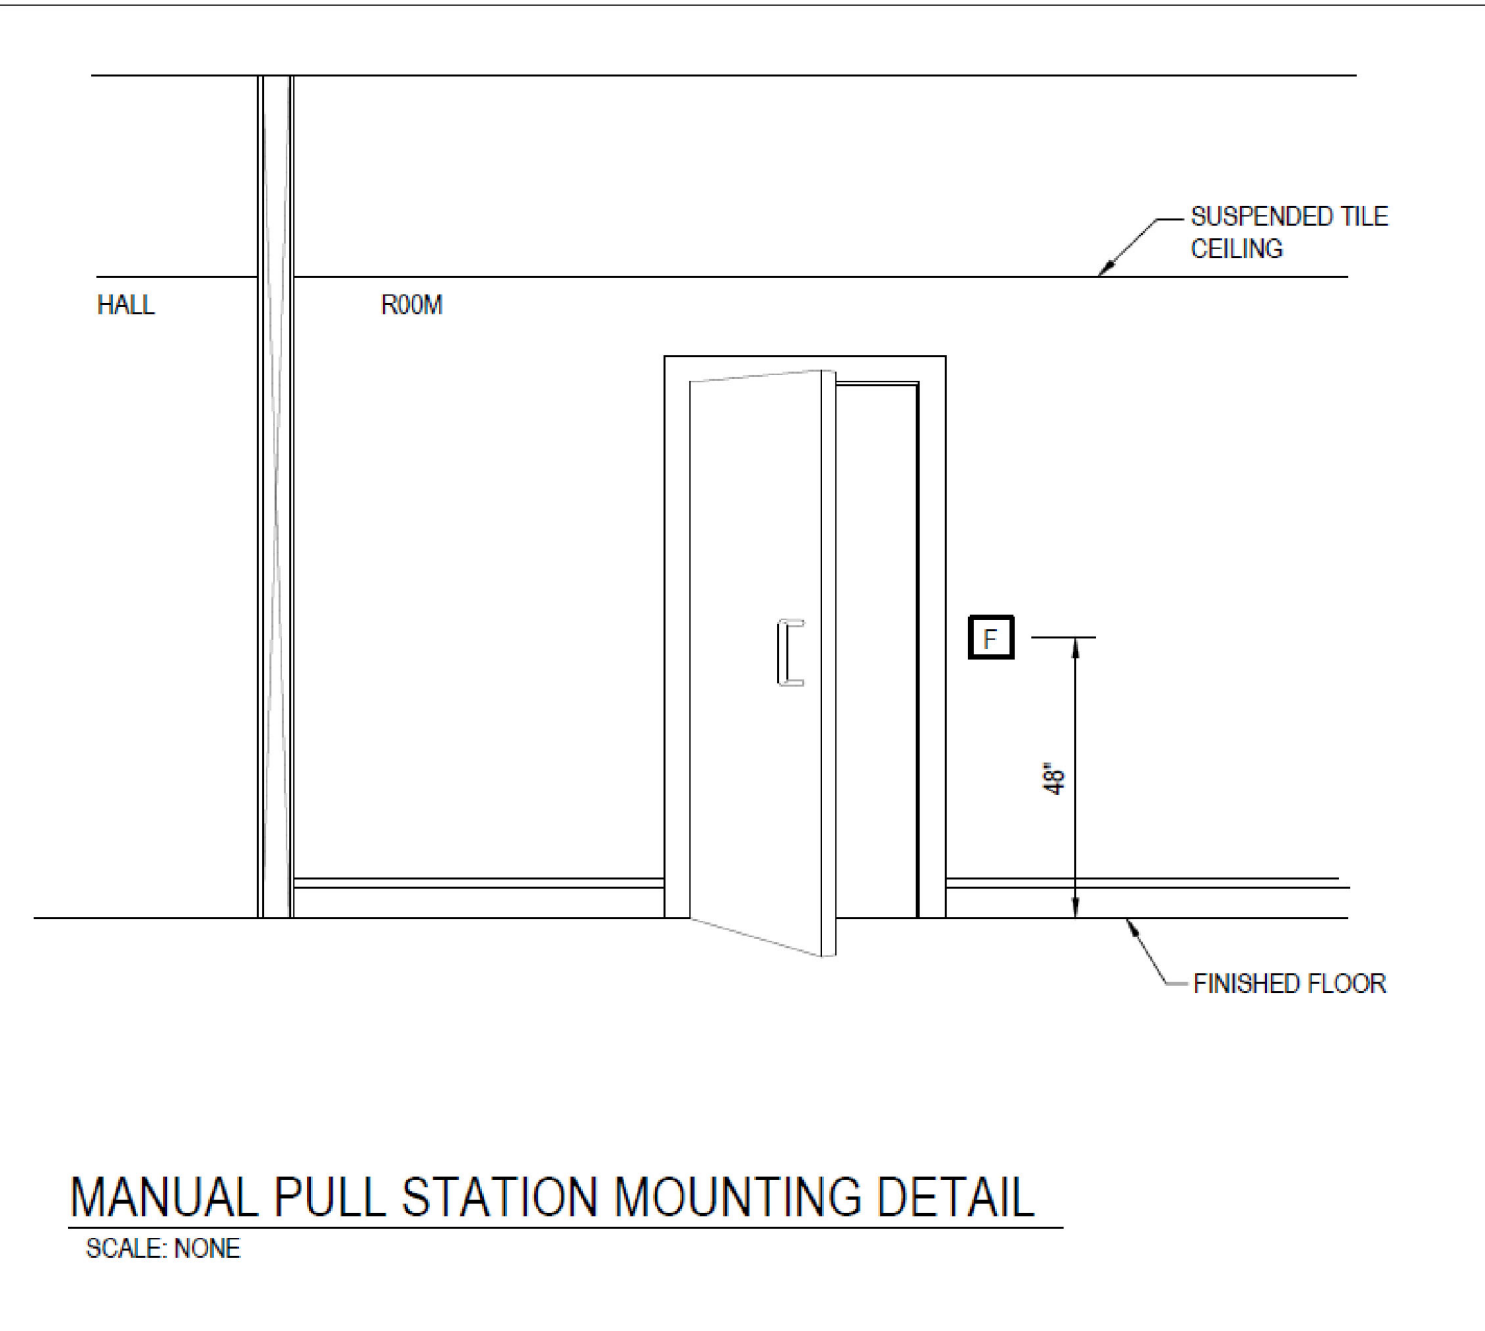 SUSPENDED TILE
CEILING
HALL
R00M
F
48"
FINISHED FLOOR
MANUAL PULL STATION MOUNTING DETAIL
SCALE: NONE